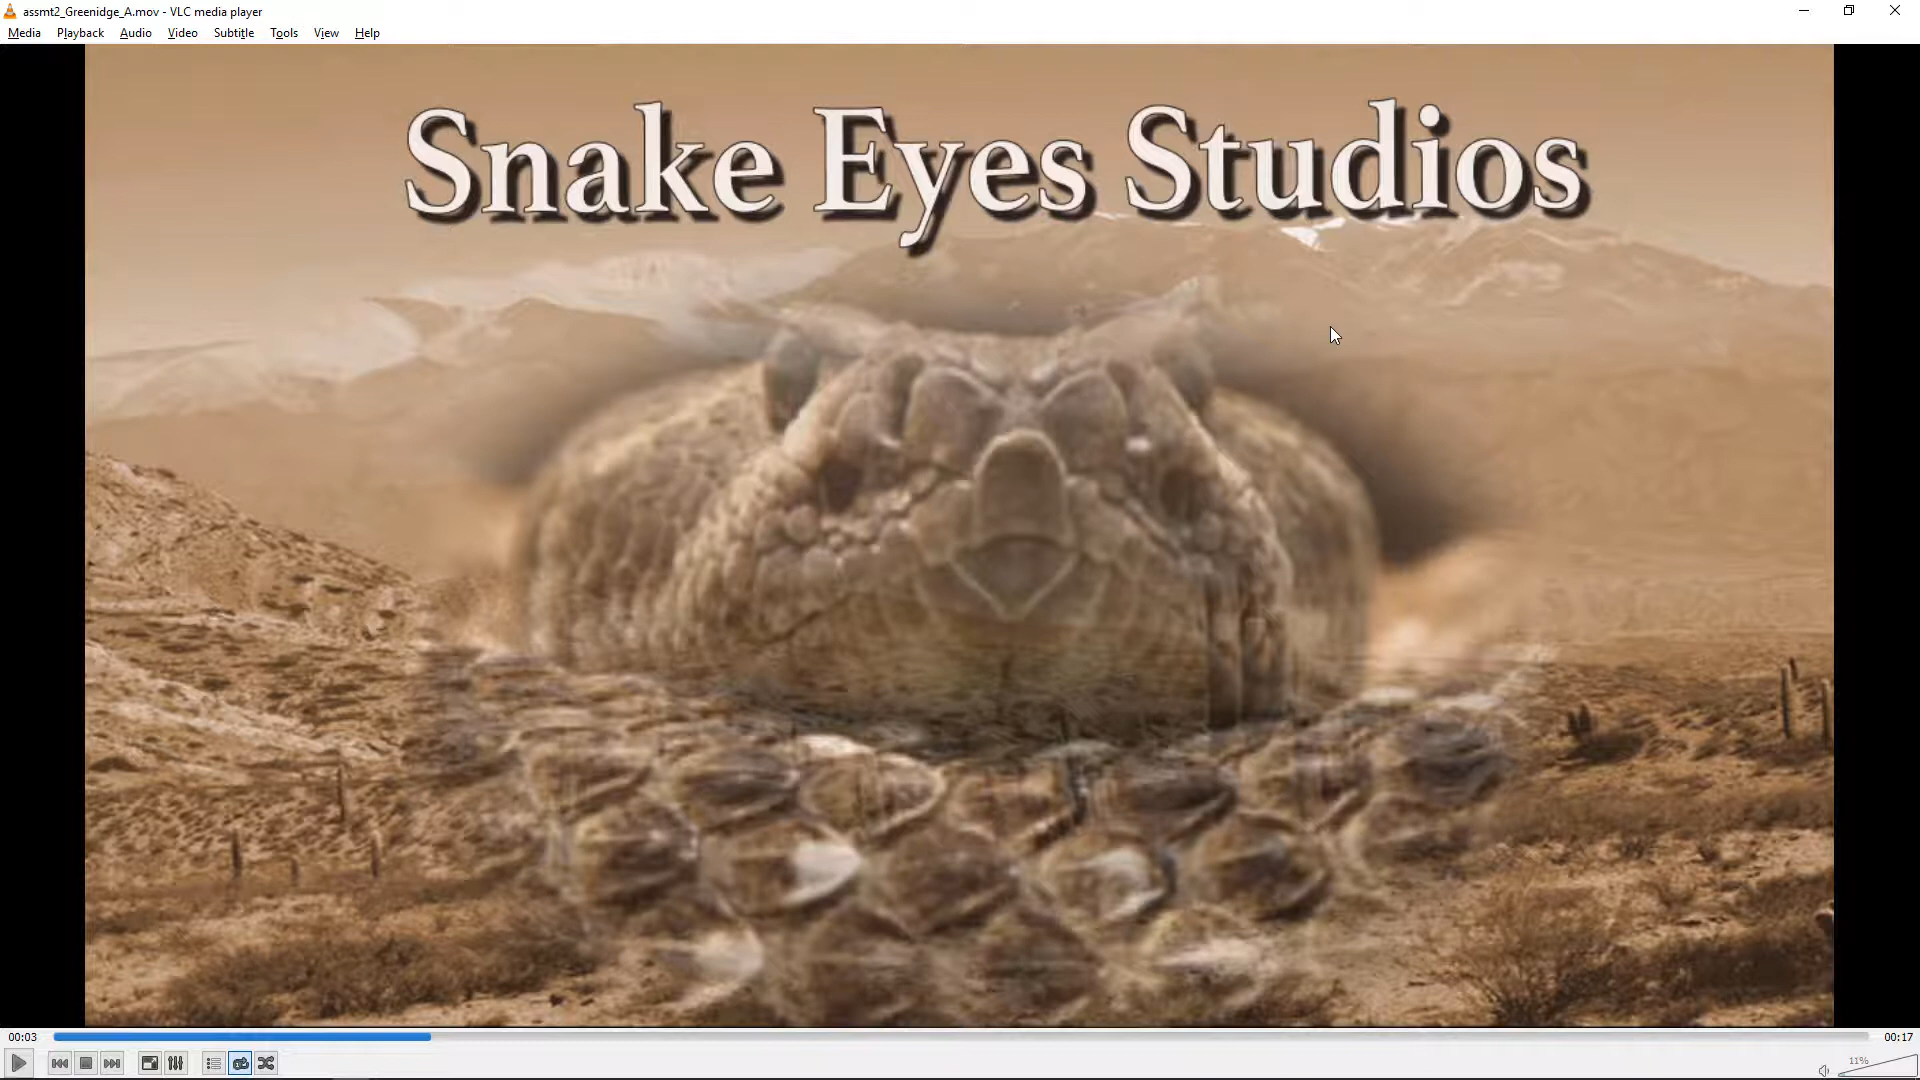 assmt2_Greenidge_A.mov - VLC media player
Media Playback Audio Video Subtitle Tools View Help
Snake Eyes Studios
00:03
00:17
11%